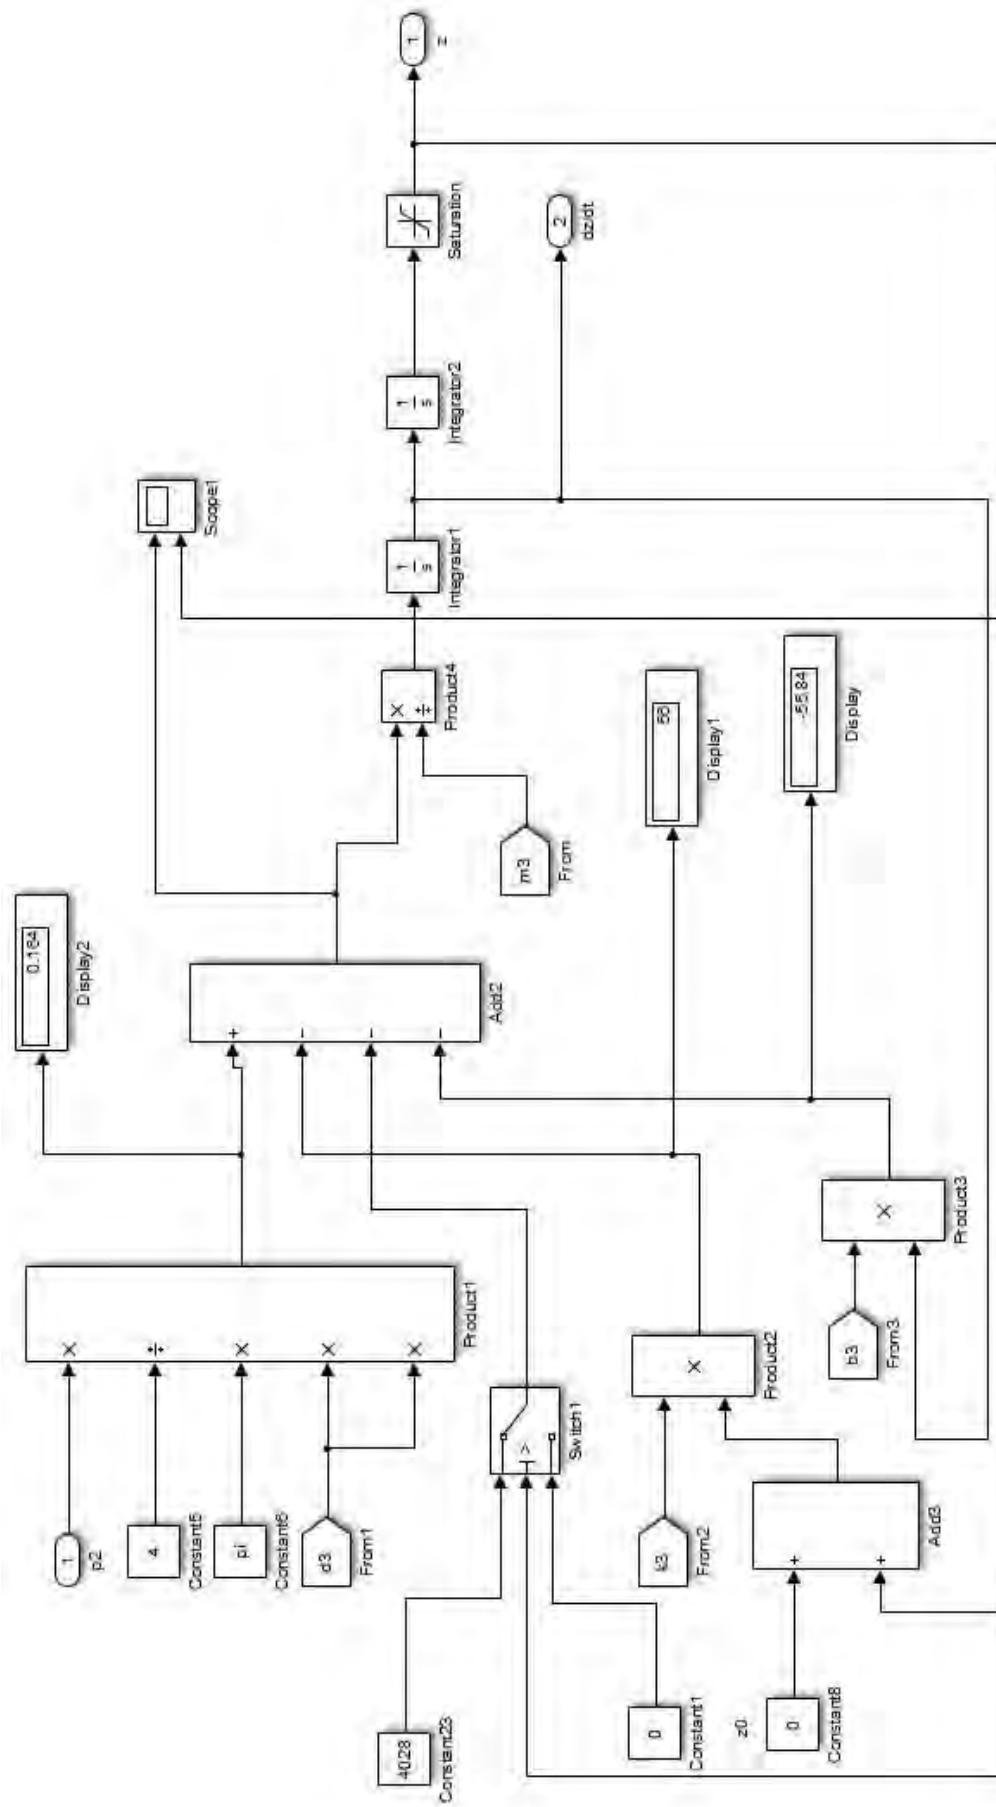 1
p2
4
Constant5
pi
Constant6
d3
From1
×
÷
×
×
×
Product1
0.164
Display2
4028
Constant23
0
Constant1
>
Switch1
k3
From2
z0
0
Constant8
+
+
Add3
×
Product2
b3
From3
×
Product3
+
-
-
-
Add2
m3
From
Display1
-55.84
Display
×
÷
Product4
Scope1
1
s
Integrator1
1
s
Integrator2
Saturation
1
z
2
dz/dt